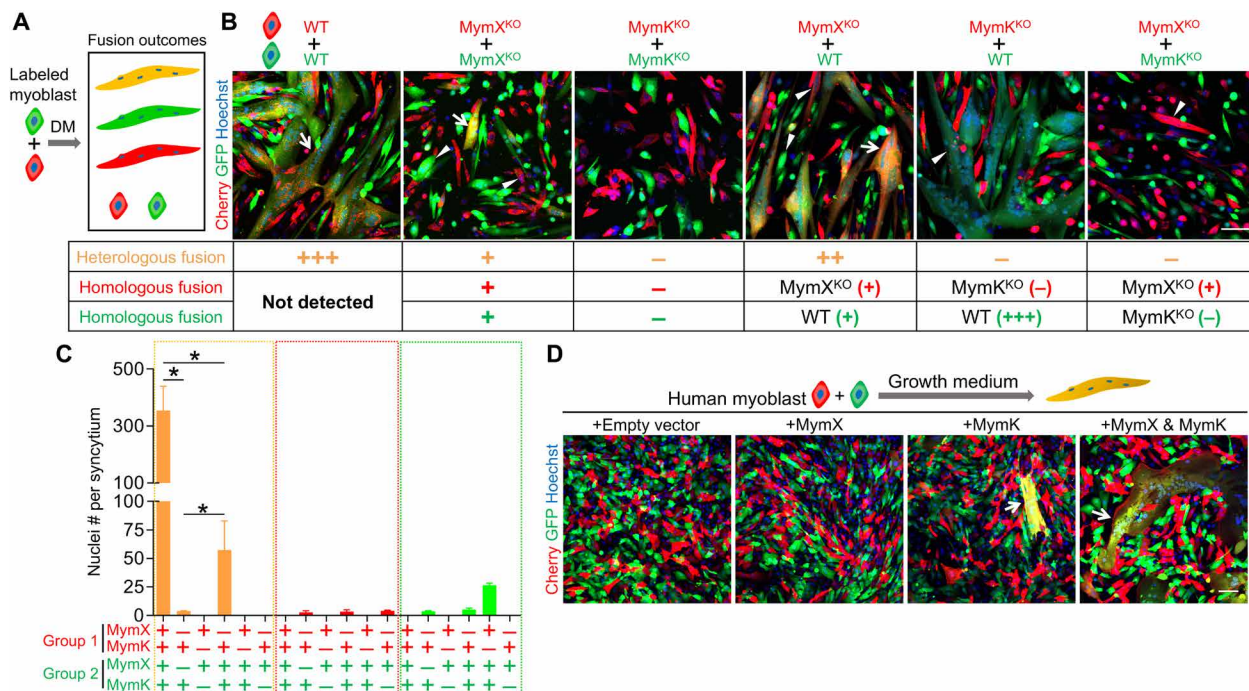 A
Fusion outcomes
Labeled
myoblast
+
DM
B
WT
+
WT
MymX^KO
+
MymX^KO
MymK^KO
+
MymK^KO
MymX^KO
+
WT
MymK^KO
+
WT
MymX^KO
+
MymK^KO
Cherry GFP Hoechst
Heterologous fusion +++ + – – ++ – –
Homologous fusion Not detected + – MymX^KO (+) MymK^KO (–) MymX^KO (+)
Homologous fusion + – WT (+) WT (+++) MymK^KO (–)
C
Nuclei # per syncytium
500
300
100
100
75
50
25
0
*
*
*
Group 1
MymX + – + – + – + – + – + – + – + – + –
MymK + + – + – + + + – + – + + + – + – +
Group 2
MymX + – + + + + + – + + + + + – + + + +
MymK + + – + + – + + – + + – + + – + + –
D
Human myoblast + Growth medium
+Empty vector +MymX +MymK +MymX & MymK
Cherry GFP Hoechst